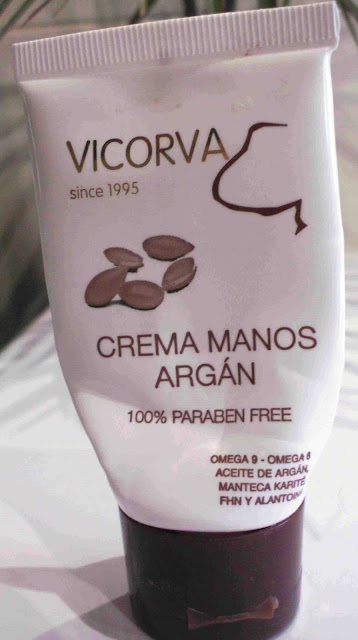 VICORVA
since 1995
CREMA MANOS
ARGÁN
100% PARABEN FREE
OMEGA 9 - OMEGA 6
ACEITE DE ARGÁN,
MANTECA KARITÉ
FHN Y ALANTOINA